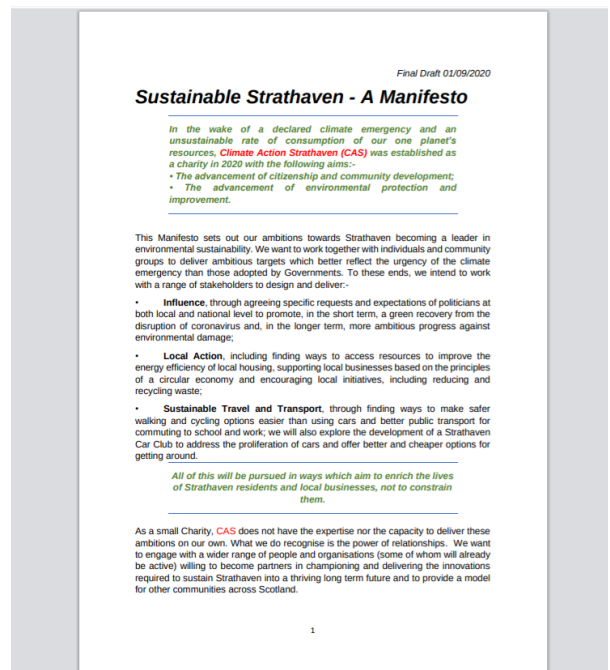 Final Draft 01/09/2020
Sustainable Strathaven - A Manifesto
In the wake of a declared climate emergency and an
unsustainable rate of consumption of our one planet's
resources, Climate Action Strathaven (CAS) was established as
a charity in 2020 with the following aims:-
• The advancement of citizenship and community development;
• The advancement of environmental protection and
improvement.
This Manifesto sets out our ambitions towards Strathaven becoming a leader in
environmental sustainability. We want to work together with individuals and community
groups to deliver ambitious targets which better reflect the urgency of the climate
emergency than those adopted by Governments. To these ends, we intend to work
with a range of stakeholders to design and deliver:-
• Influence, through agreeing specific requests and expectations of politicians at
both local and national level to promote, in the short term, a green recovery from the
disruption of coronavirus and, in the longer term, more ambitious progress against
environmental damage;
• Local Action, including finding ways to access resources to improve the
energy efficiency of local housing, supporting local businesses based on the principles
of a circular economy and encouraging local initiatives, including reducing and
recycling waste;
• Sustainable Travel and Transport, through finding ways to make safer
walking and cycling options easier than using cars and better public transport for
commuting to school and work; we will also explore the development of a Strathaven
Car Club to address the proliferation of cars and offer better and cheaper options for
getting around.
All of this will be pursued in ways which aim to enrich the lives
of Strathaven residents and local businesses, not to constrain
them.
As a small Charity, CAS does not have the expertise nor the capacity to deliver these
ambitions on our own. What we do recognise is the power of relationships. We want
to engage with a wider range of people and organisations (some of whom will already
be active) willing to become partners in championing and delivering the innovations
required to sustain Strathaven into a thriving long term future and to provide a model
for other communities across Scotland.
1